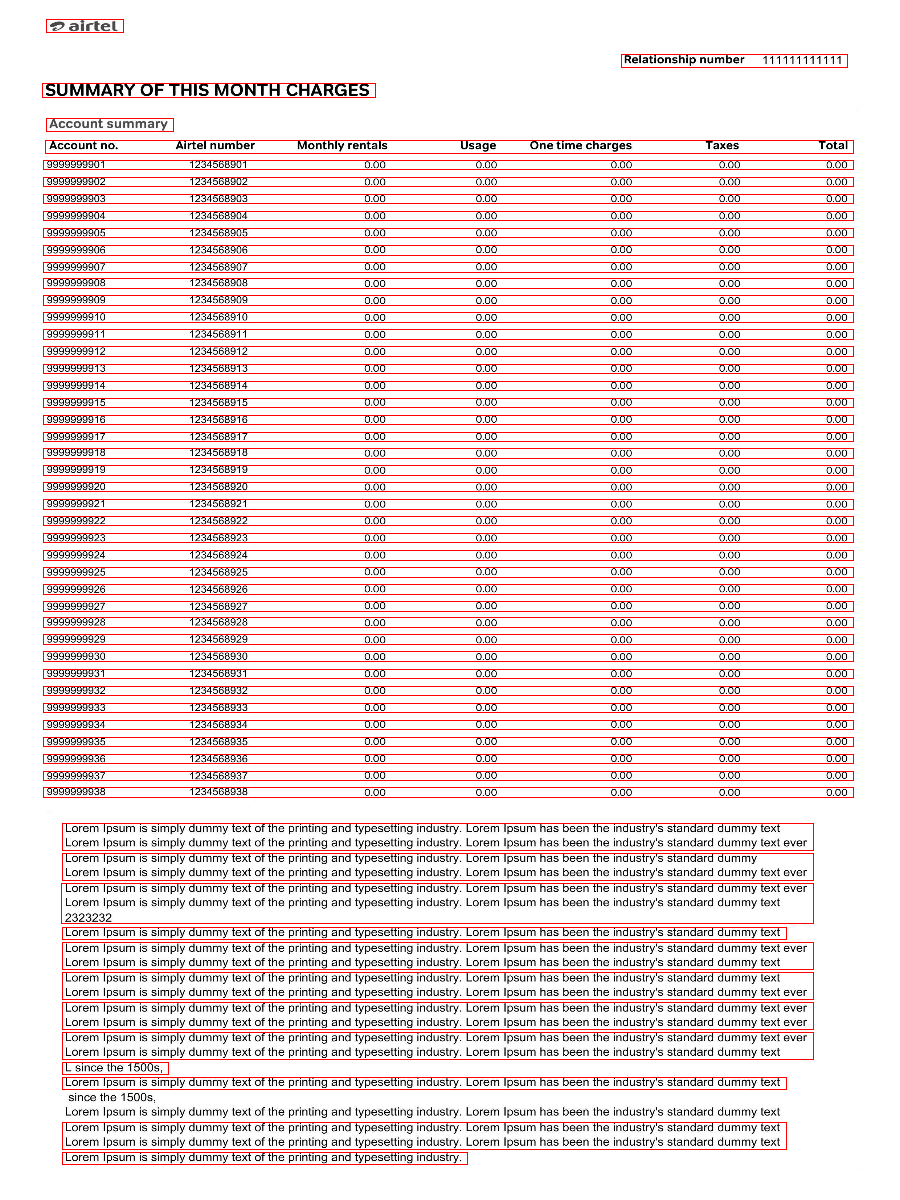 airtel
Relationship number 111111111111
SUMMARY OF THIS MONTH CHARGES
Account summary
Account no. Airtel number Monthly rentals Usage One time charges Taxes Total
9999999901 1234568901 0.00 0.00 0.00 0.00 0.00
9999999902 1234568902 0.00 0.00 0.00 0.00 0.00
9999999903 1234568903 0.00 0.00 0.00 0.00 0.00
9999999904 1234568904 0.00 0.00 0.00 0.00 0.00
9999999905 1234568905 0.00 0.00 0.00 0.00 0.00
9999999906 1234568906 0.00 0.00 0.00 0.00 0.00
9999999907 1234568907 0.00 0.00 0.00 0.00 0.00
9999999908 1234568908 0.00 0.00 0.00 0.00 0.00
9999999909 1234568909 0.00 0.00 0.00 0.00 0.00
9999999910 1234568910 0.00 0.00 0.00 0.00 0.00
9999999911 1234568911 0.00 0.00 0.00 0.00 0.00
9999999912 1234568912 0.00 0.00 0.00 0.00 0.00
9999999913 1234568913 0.00 0.00 0.00 0.00 0.00
9999999914 1234568914 0.00 0.00 0.00 0.00 0.00
9999999915 1234568915 0.00 0.00 0.00 0.00 0.00
9999999916 1234568916 0.00 0.00 0.00 0.00 0.00
9999999917 1234568917 0.00 0.00 0.00 0.00 0.00
9999999918 1234568918 0.00 0.00 0.00 0.00 0.00
9999999919 1234568919 0.00 0.00 0.00 0.00 0.00
9999999920 1234568920 0.00 0.00 0.00 0.00 0.00
9999999921 1234568921 0.00 0.00 0.00 0.00 0.00
9999999922 1234568922 0.00 0.00 0.00 0.00 0.00
9999999923 1234568923 0.00 0.00 0.00 0.00 0.00
9999999924 1234568924 0.00 0.00 0.00 0.00 0.00
9999999925 1234568925 0.00 0.00 0.00 0.00 0.00
9999999926 1234568926 0.00 0.00 0.00 0.00 0.00
9999999927 1234568927 0.00 0.00 0.00 0.00 0.00
9999999928 1234568928 0.00 0.00 0.00 0.00 0.00
9999999929 1234568929 0.00 0.00 0.00 0.00 0.00
9999999930 1234568930 0.00 0.00 0.00 0.00 0.00
9999999931 1234568931 0.00 0.00 0.00 0.00 0.00
9999999932 1234568932 0.00 0.00 0.00 0.00 0.00
9999999933 1234568933 0.00 0.00 0.00 0.00 0.00
9999999934 1234568934 0.00 0.00 0.00 0.00 0.00
9999999935 1234568935 0.00 0.00 0.00 0.00 0.00
9999999936 1234568936 0.00 0.00 0.00 0.00 0.00
9999999937 1234568937 0.00 0.00 0.00 0.00 0.00
9999999938 1234568938 0.00 0.00 0.00 0.00 0.00
Lorem Ipsum is simply dummy text of the printing and typesetting industry. Lorem Ipsum has been the industry's standard dummy text
Lorem Ipsum is simply dummy text of the printing and typesetting industry. Lorem Ipsum has been the industry's standard dummy text ever
Lorem Ipsum is simply dummy text of the printing and typesetting industry. Lorem Ipsum has been the industry's standard dummy
Lorem Ipsum is simply dummy text of the printing and typesetting industry. Lorem Ipsum has been the industry's standard dummy text ever
Lorem Ipsum is simply dummy text of the printing and typesetting industry. Lorem Ipsum has been the industry's standard dummy text ever
Lorem Ipsum is simply dummy text of the printing and typesetting industry. Lorem Ipsum has been the industry's standard dummy text
2323232
Lorem Ipsum is simply dummy text of the printing and typesetting industry. Lorem Ipsum has been the industry's standard dummy text
Lorem Ipsum is simply dummy text of the printing and typesetting industry. Lorem Ipsum has been the industry's standard dummy text ever
Lorem Ipsum is simply dummy text of the printing and typesetting industry. Lorem Ipsum has been the industry's standard dummy text
Lorem Ipsum is simply dummy text of the printing and typesetting industry. Lorem Ipsum has been the industry's standard dummy text
Lorem Ipsum is simply dummy text of the printing and typesetting industry. Lorem Ipsum has been the industry's standard dummy text ever
Lorem Ipsum is simply dummy text of the printing and typesetting industry. Lorem Ipsum has been the industry's standard dummy text ever
Lorem Ipsum is simply dummy text of the printing and typesetting industry. Lorem Ipsum has been the industry's standard dummy text ever
Lorem Ipsum is simply dummy text of the printing and typesetting industry. Lorem Ipsum has been the industry's standard dummy text ever
Lorem Ipsum is simply dummy text of the printing and typesetting industry. Lorem Ipsum has been the industry's standard dummy text
L since the 1500s,
Lorem Ipsum is simply dummy text of the printing and typesetting industry. Lorem Ipsum has been the industry's standard dummy text
since the 1500s,
Lorem Ipsum is simply dummy text of the printing and typesetting industry. Lorem Ipsum has been the industry's standard dummy text
Lorem Ipsum is simply dummy text of the printing and typesetting industry. Lorem Ipsum has been the industry's standard dummy text
Lorem Ipsum is simply dummy text of the printing and typesetting industry. Lorem Ipsum has been the industry's standard dummy text
Lorem Ipsum is simply dummy text of the printing and typesetting industry.